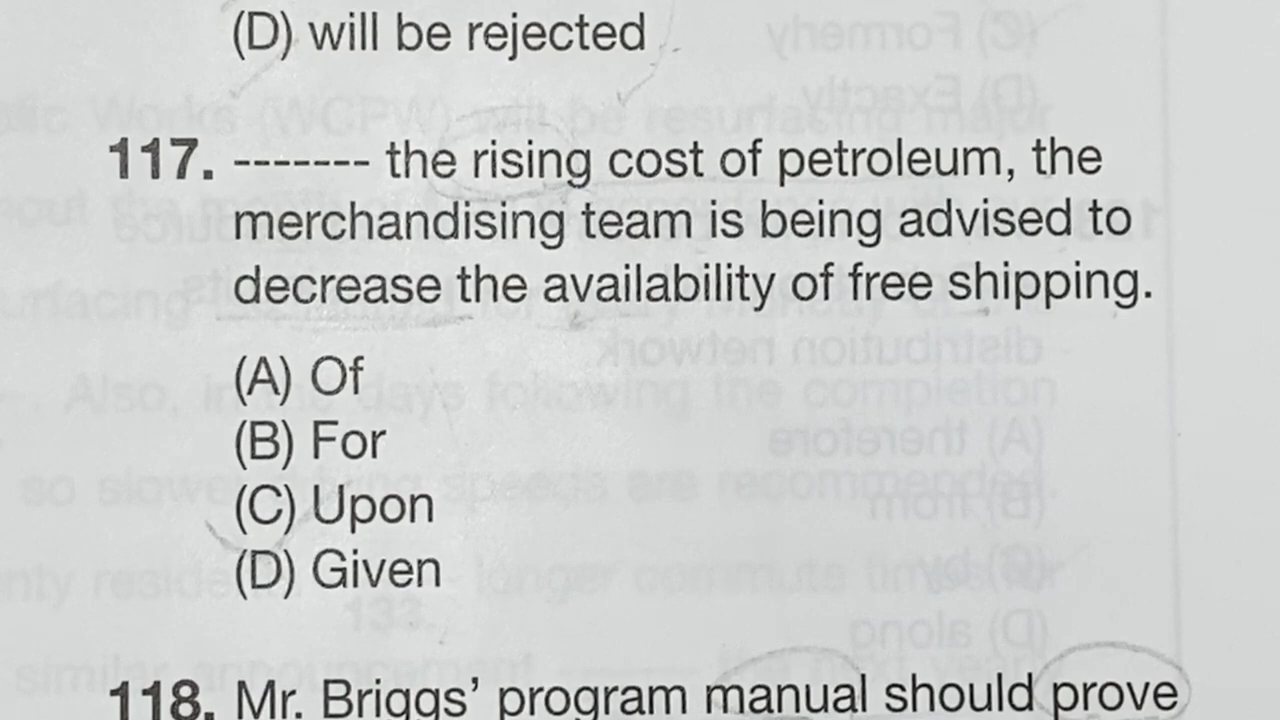 (D) will be rejected
117. ------- the rising cost of petroleum, the
merchandising team is being advised to
decrease the availability of free shipping.
(A) Of
(B) For
(C) Upon
(D) Given
118. Mr. Briggs' program manual should prove